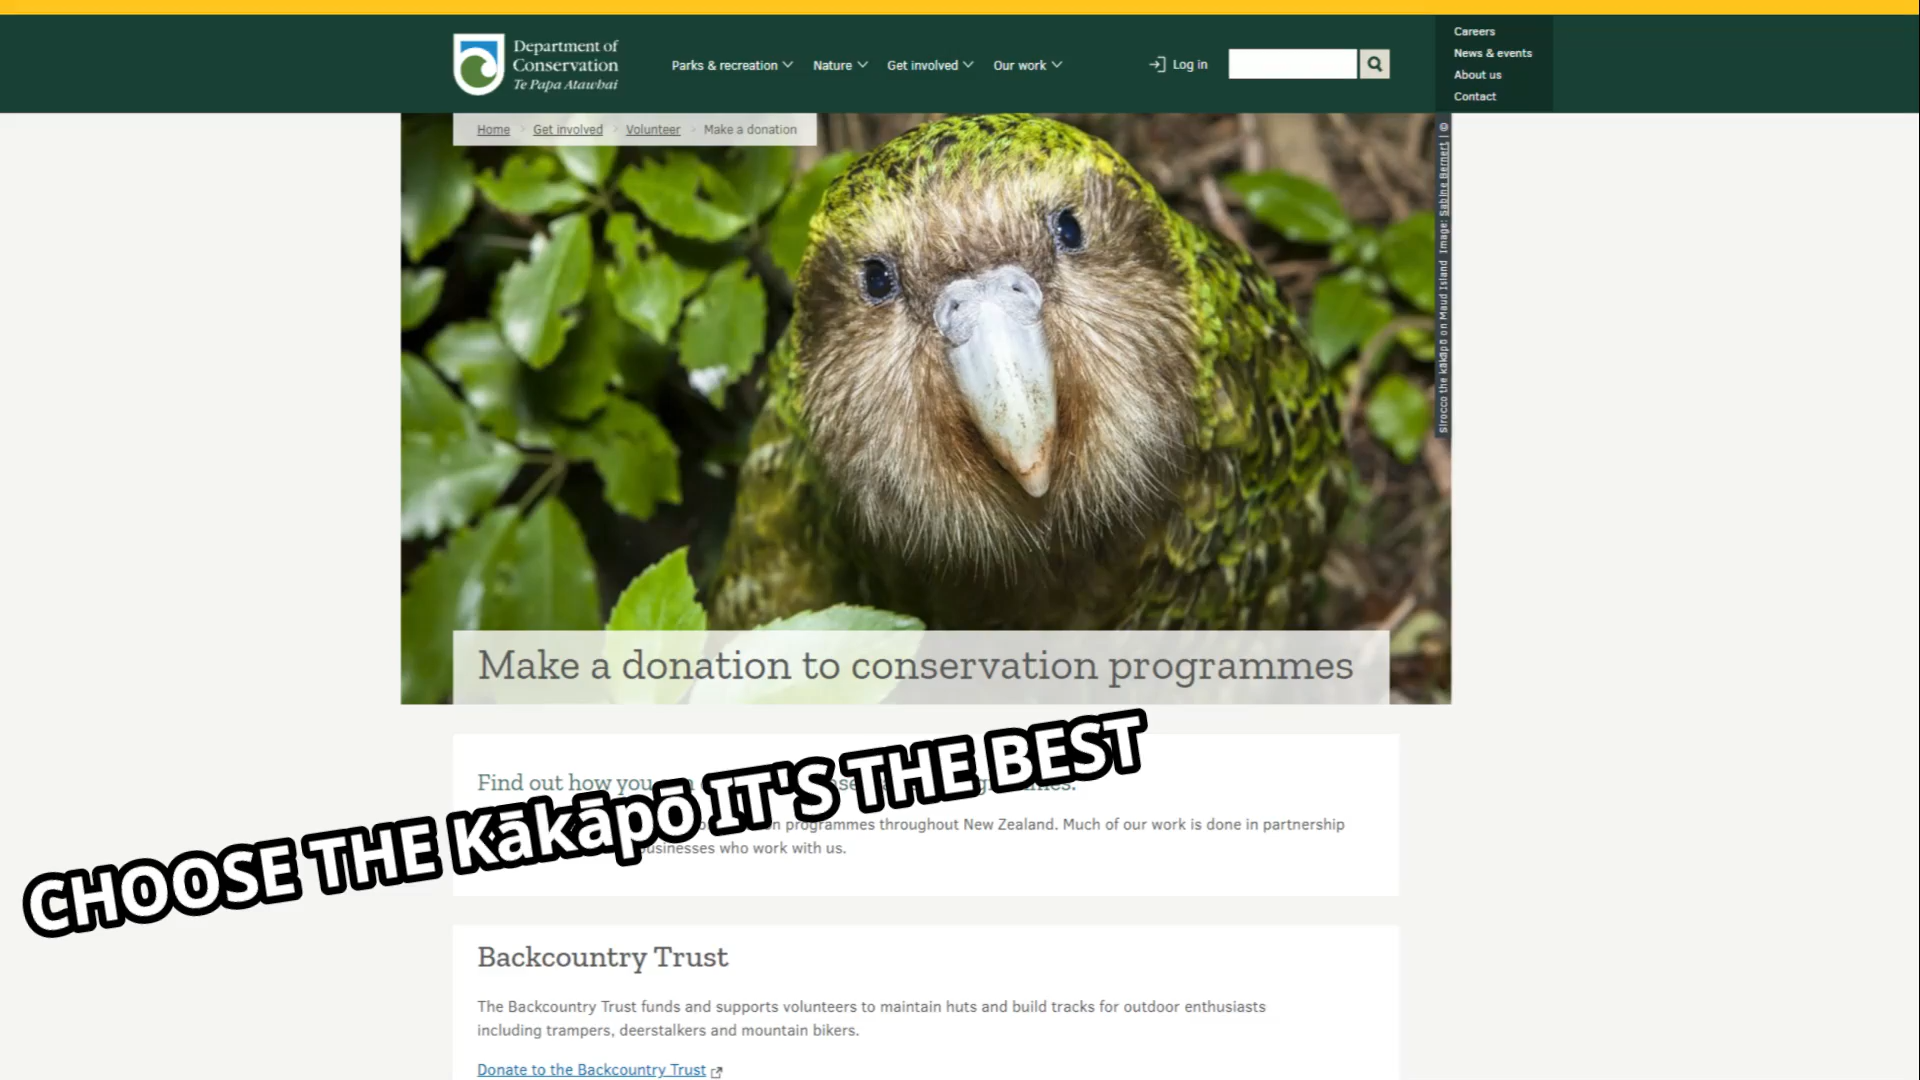 Department of
Conservation
Te Papa Atawhai
Parks & recreation
Nature
Get involved
Our work
Log in
Careers
News & events
About us
Contact
Home > Get involved > Volunteer > Make a donation
Sirocco the kākāpō on Maud Island Image: Sabine Bernert | ©
Make a donation to conservation programmes
Find out how you
CHOOSE THE Kākāpō IT'S THE BEST
programmes throughout New Zealand. Much of our work is done in partnership
businesses who work with us.
Backcountry Trust
The Backcountry Trust funds and supports volunteers to maintain huts and build tracks for outdoor enthusiasts
including trampers, deerstalkers and mountain bikers.
Donate to the Backcountry Trust